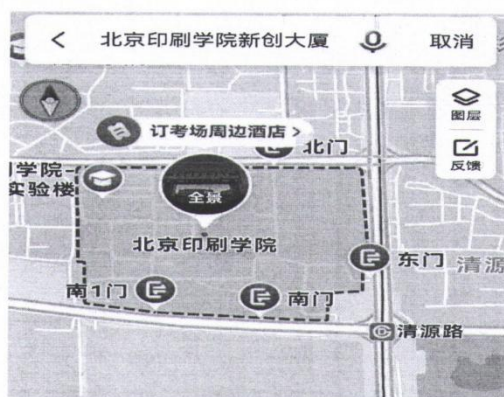 北京印刷学院新创大厦
取消
图层
订考场周边酒店
北门
反馈
学院
实验楼
全景
北京印刷学院
东门
清源
南1门
南门
清源路